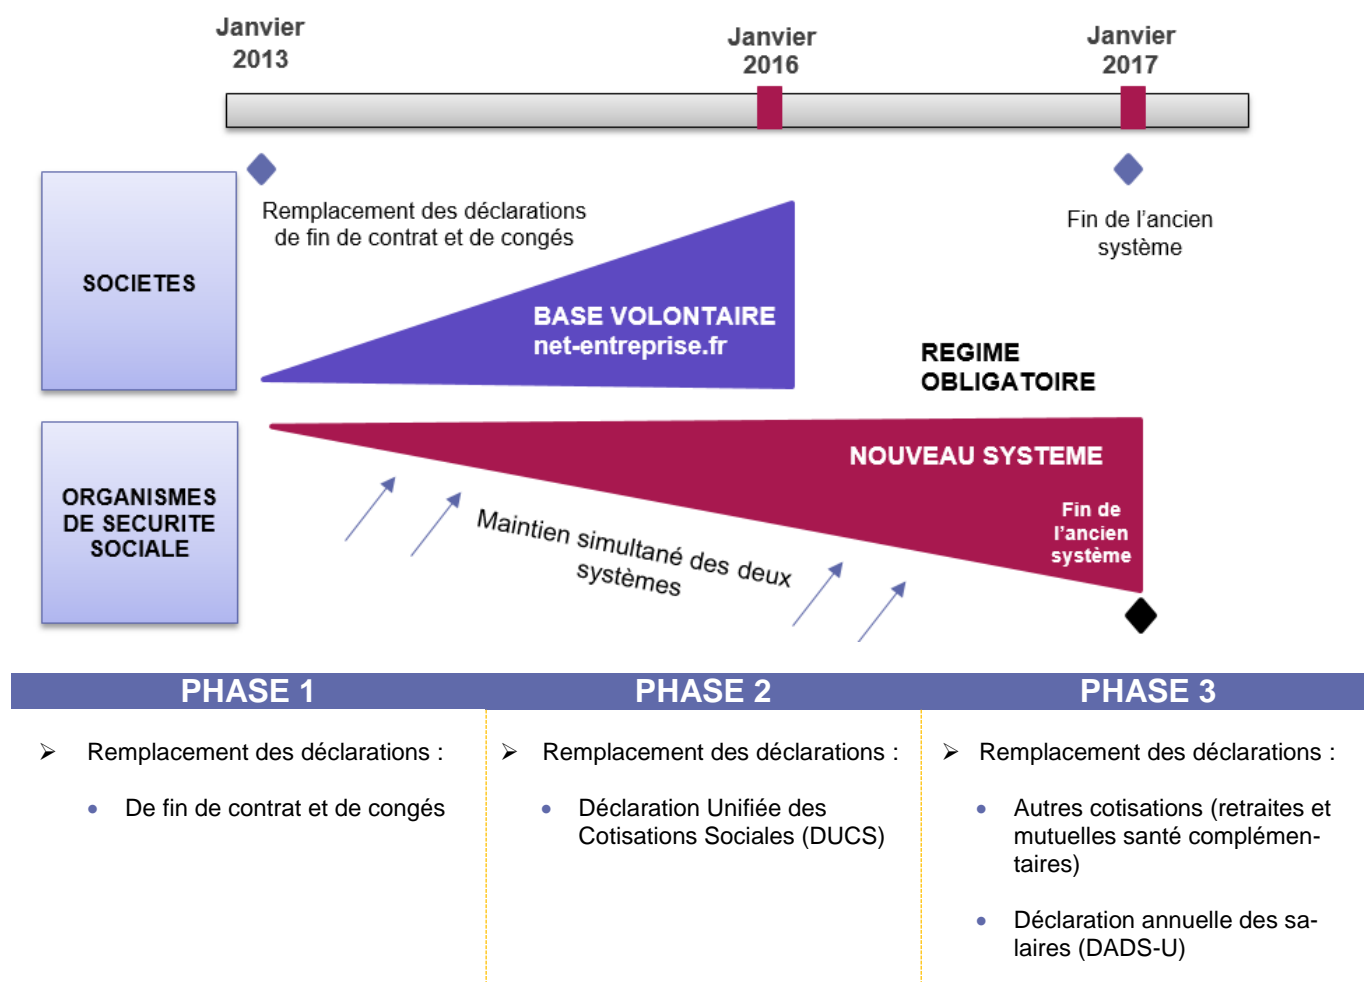 Janvier
2013
Janvier
2016
Janvier
2017
SOCIETES
Remplacement des déclarations
de fin de contrat et de congés
Fin de l’ancien
système
BASE VOLONTAIRE
net-entreprise.fr
REGIME
OBLIGATOIRE
ORGANISMES
DE SECURITE
SOCIALE
NOUVEAU SYSTEME
Fin de
l’ancien
système
Maintien simultané des deux
systèmes
PHASE 1
➢ Remplacement des déclarations :
• De fin de contrat et de congés
PHASE 2
➢ Remplacement des déclarations :
• Déclaration Unifiée des
Cotisations Sociales (DUCS)
PHASE 3
➢ Remplacement des déclarations :
• Autres cotisations (retraites et
mutuelles santé complémen-
taires)
• Déclaration annuelle des sa-
laires (DADS-U)